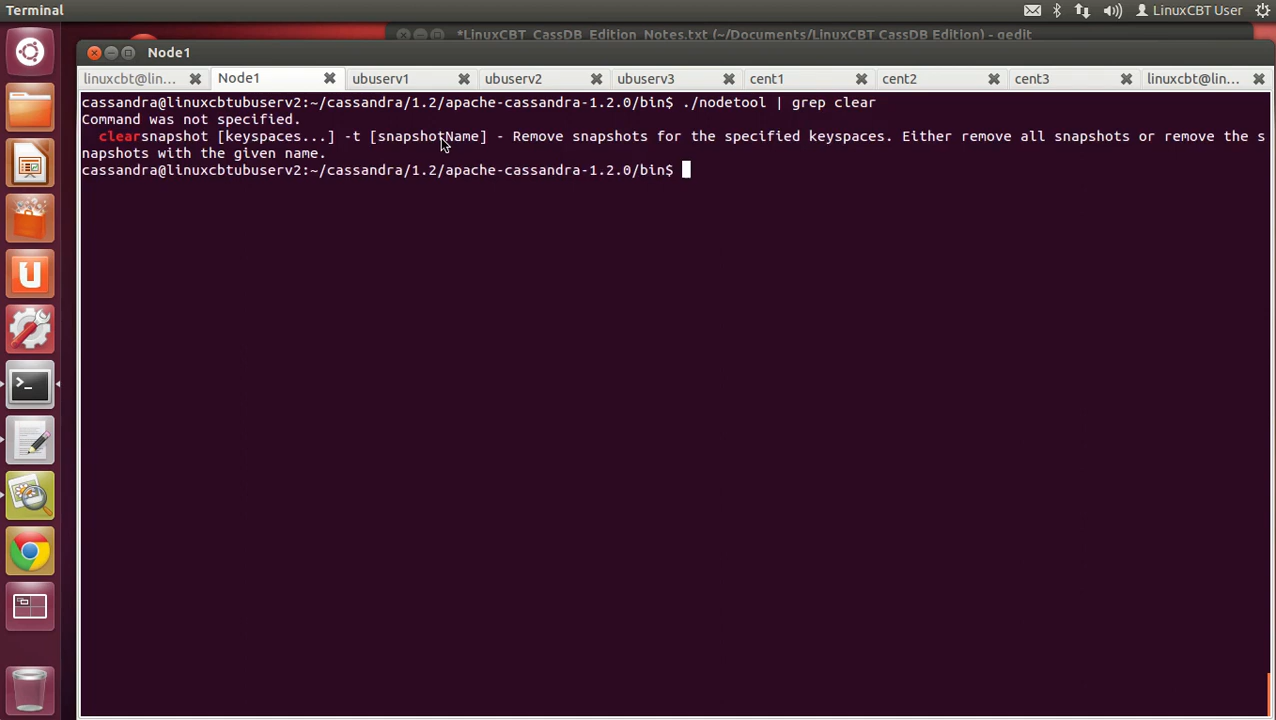 Terminal
LinuxCBT User
*LinuxCBT_CassDB_Edition_Notes.txt (~/Documents/LinuxCBT CassDB Edition) - gedit
Node1
linuxcbt@lin...
Node1
ubuserv1
ubuserv2
ubuserv3
cent1
cent2
cent3
linuxcbt@lin...
cassandra@linuxcbtubuserv2:~/cassandra/1.2/apache-cassandra-1.2.0/bin$ ./nodetool | grep clear
Command was not specified.
clearsnapshot [keyspaces...] -t [snapshotName] - Remove snapshots for the specified keyspaces. Either remove all snapshots or remove the s
napshots with the given name.
cassandra@linuxcbtubuserv2:~/cassandra/1.2/apache-cassandra-1.2.0/bin$